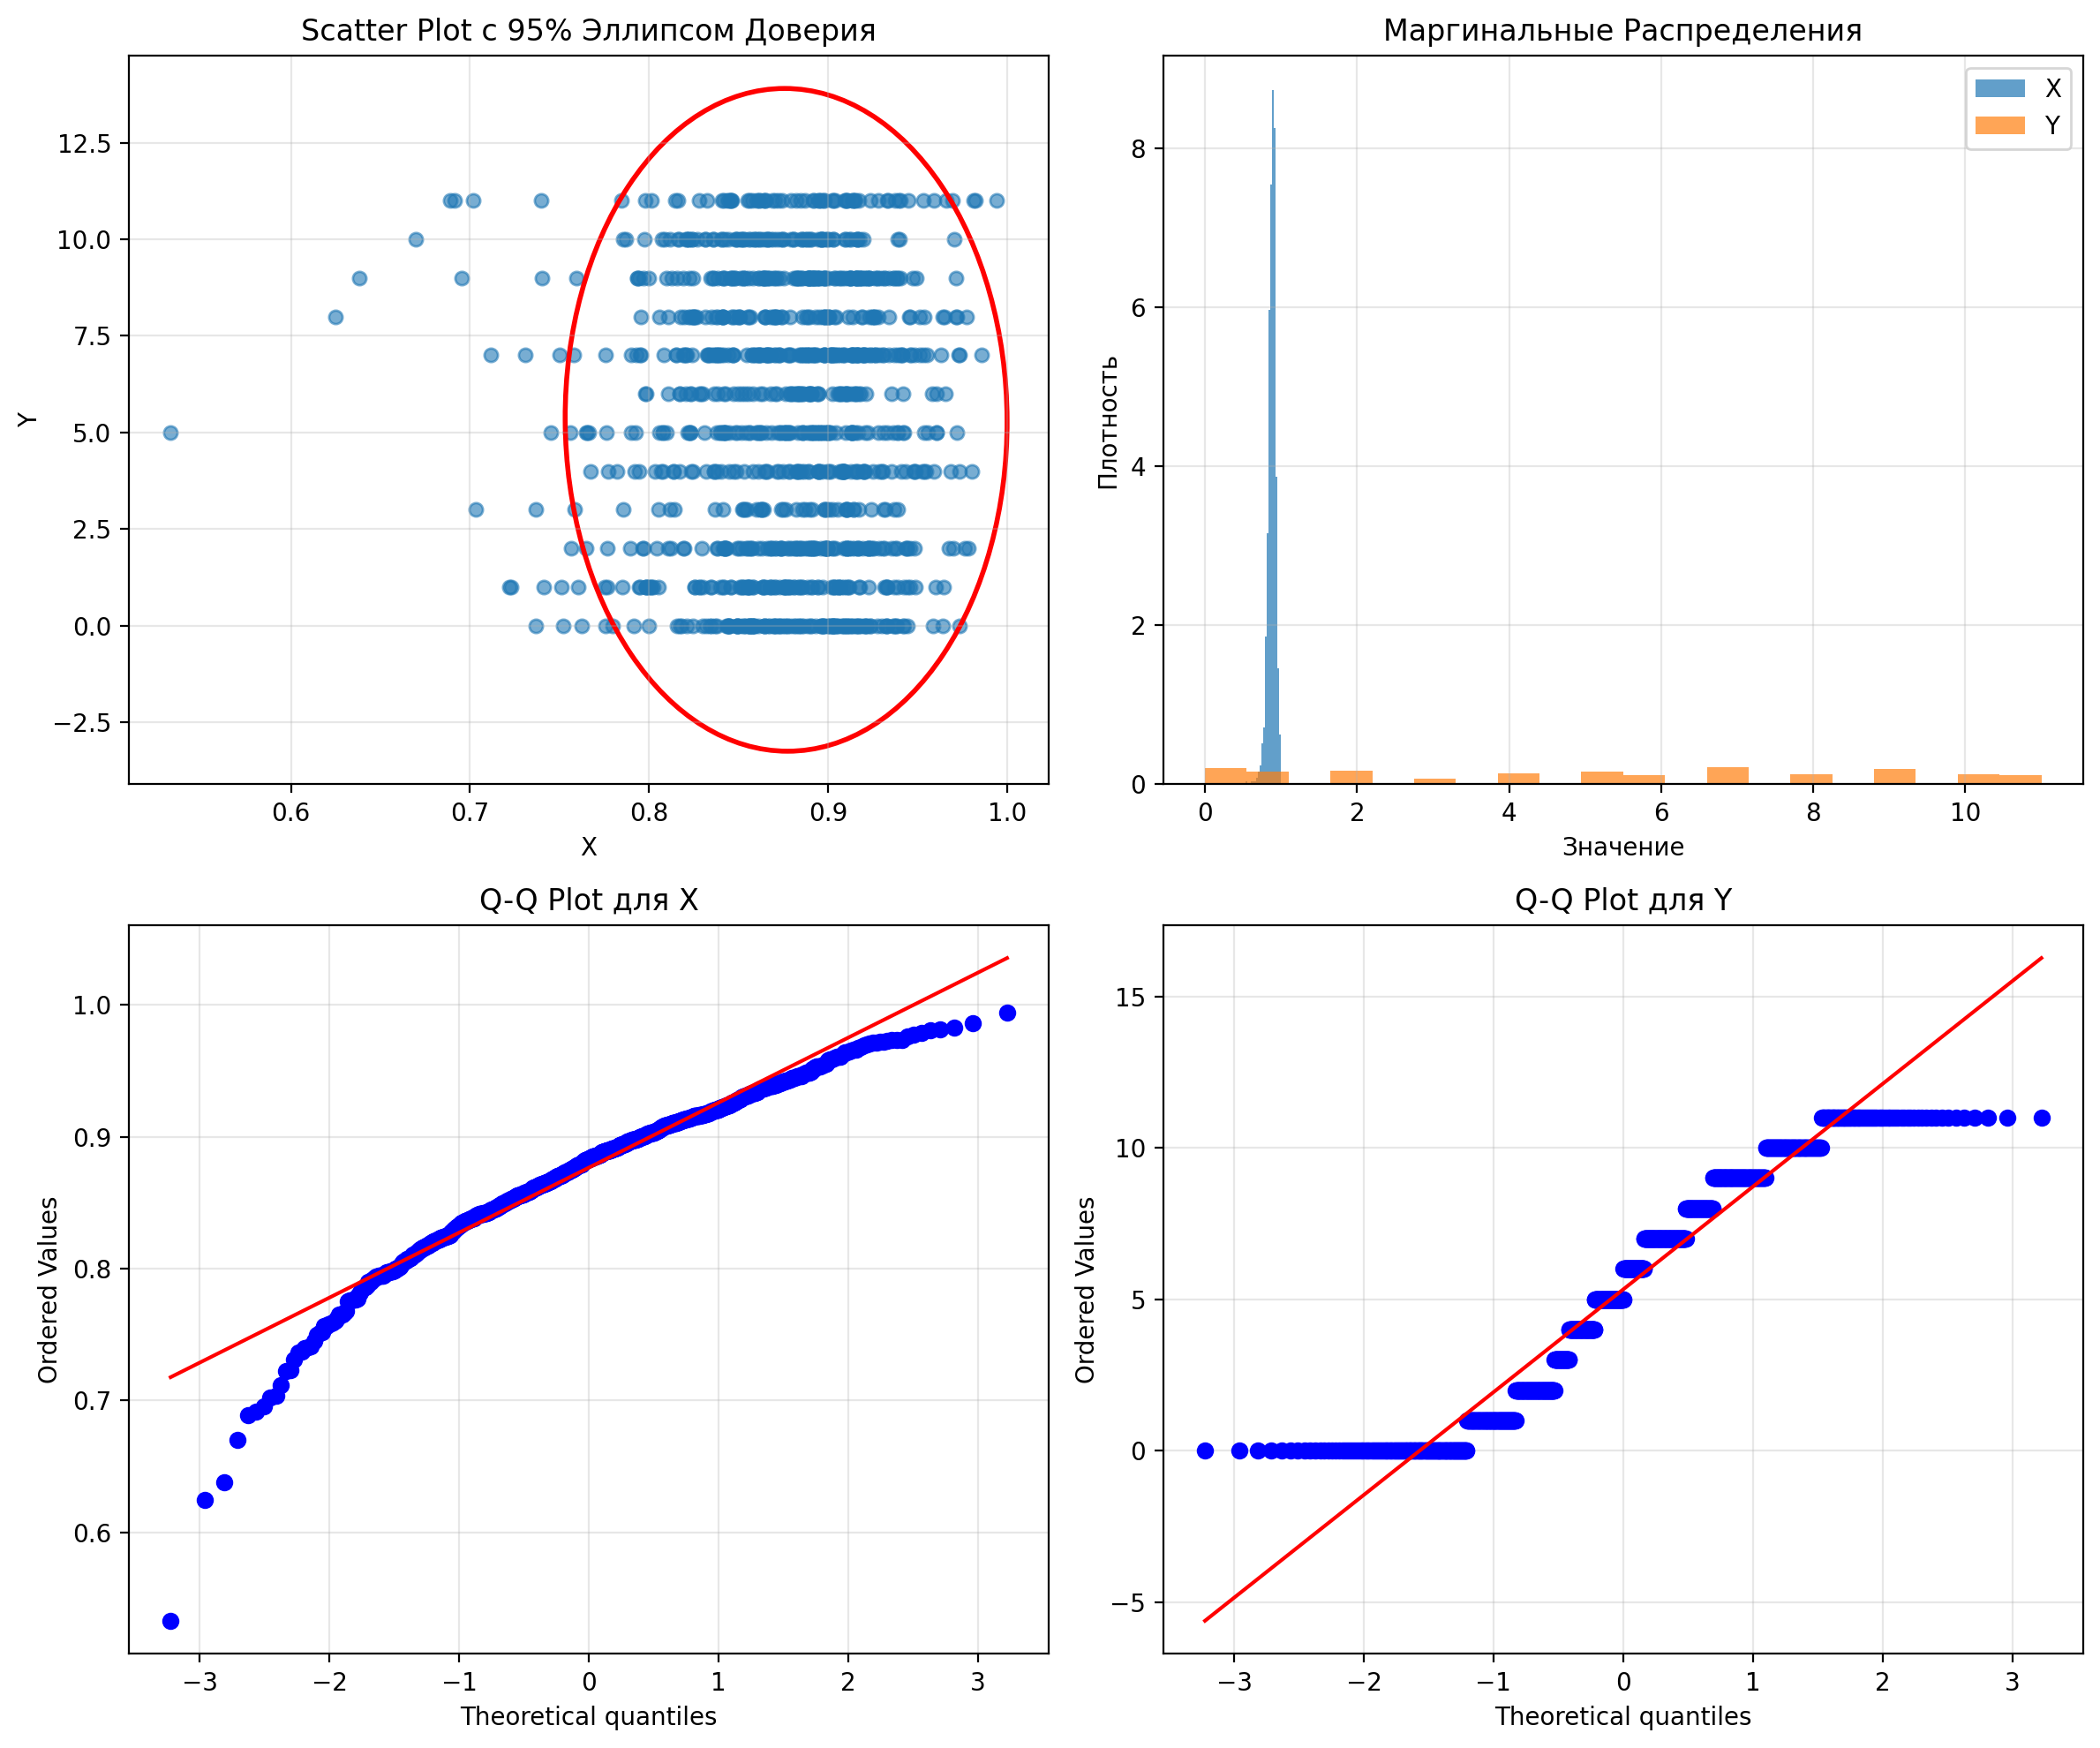 Scatter Plot с 95% Эллипсом Доверия
12.5
10.0
7.5
5.0
2.5
0.0
−2.5
Y
0.6 0.7 0.8 0.9 1.0
X
Маргинальные Распределения
X
Y
8
6
4
2
0
Плотность
0 2 4 6 8 10
Значение
Q-Q Plot для X
1.0
0.9
0.8
0.7
0.6
Ordered Values
−3 −2 −1 0 1 2 3
Theoretical quantiles
Q-Q Plot для Y
15
10
5
0
−5
Ordered Values
−3 −2 −1 0 1 2 3
Theoretical quantiles